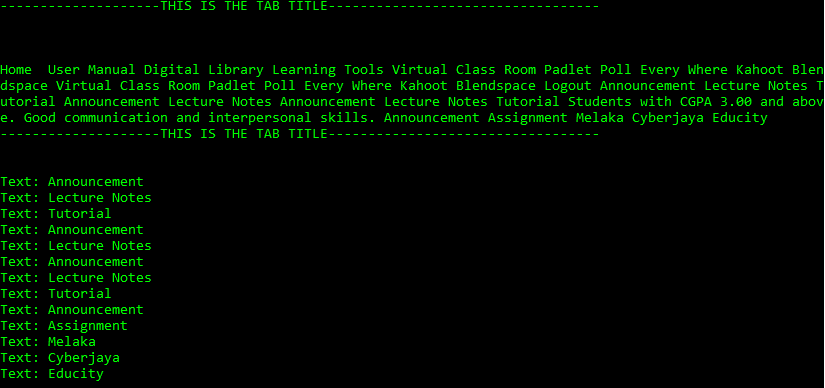 --------------------THIS IS THE TAB TITLE----------------------------------
Home  User Manual Digital Library Learning Tools Virtual Class Room Padlet Poll Every Where Kahoot Blen
dspace Virtual Class Room Padlet Poll Every Where Kahoot Blendspace Logout Announcement Lecture Notes T
utorial Announcement Lecture Notes Announcement Lecture Notes Tutorial Students with CGPA 3.00 and abov
e. Good communication and interpersonal skills. Announcement Assignment Melaka Cyberjaya Educity
--------------------THIS IS THE TAB TITLE----------------------------------
Text: Announcement
Text: Lecture Notes
Text: Tutorial
Text: Announcement
Text: Lecture Notes
Text: Announcement
Text: Lecture Notes
Text: Tutorial
Text: Announcement
Text: Assignment
Text: Melaka
Text: Cyberjaya
Text: Educity